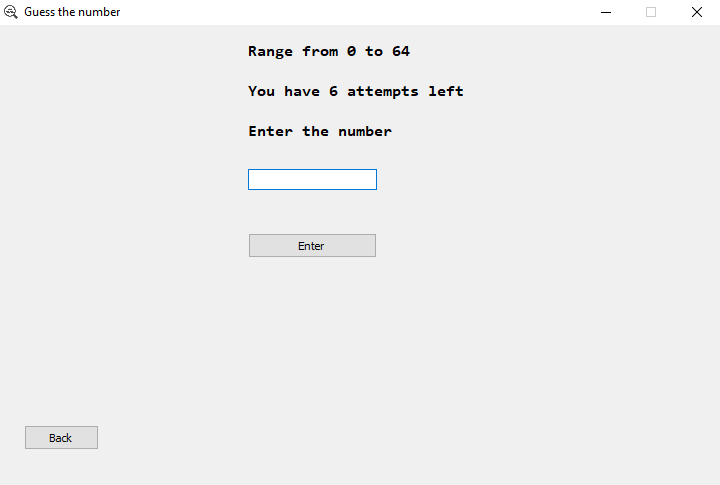 Guess the number
Range from 0 to 64
You have 6 attempts left
Enter the number
Enter
Back